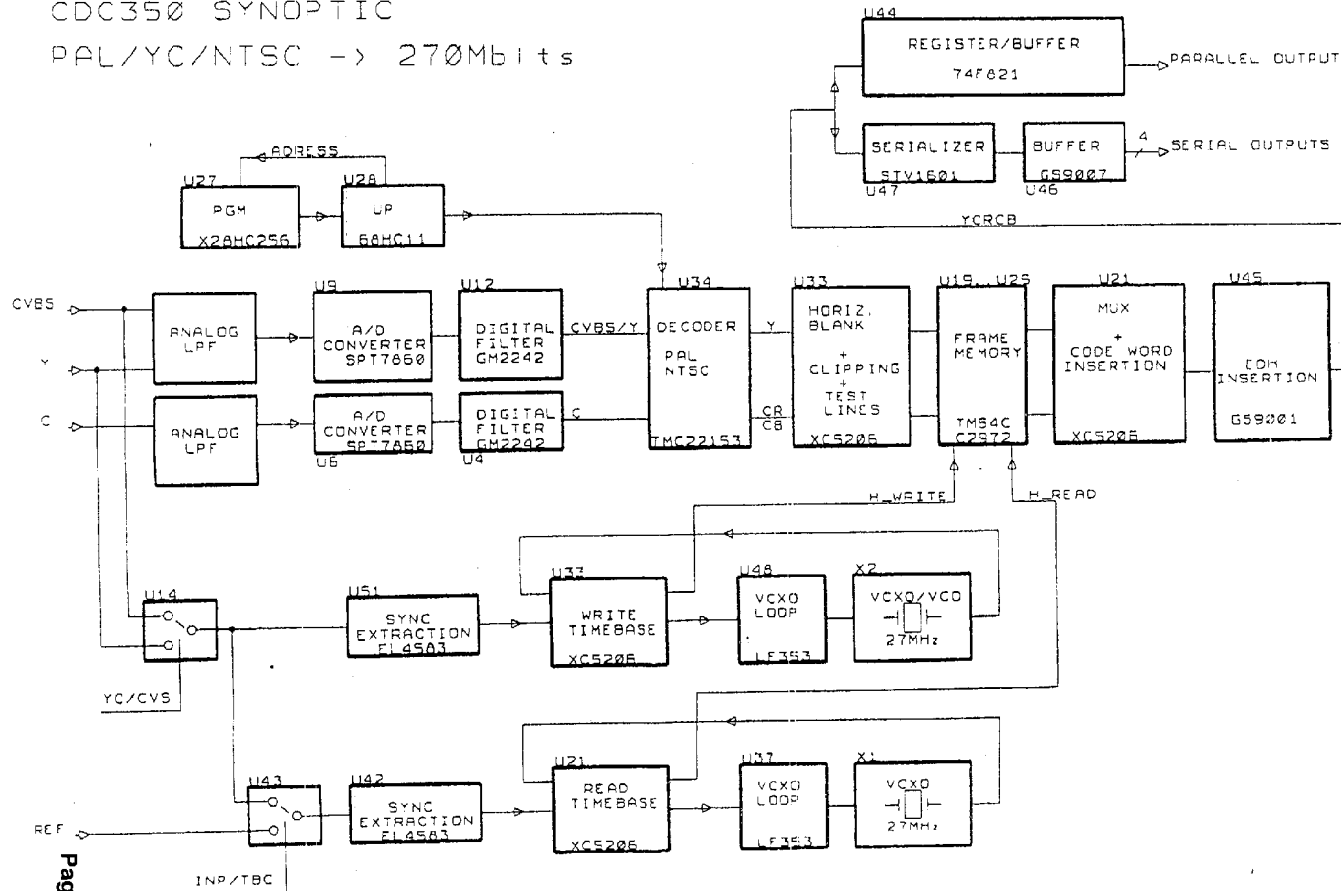 CDC350 SYNOPTIC
PAL/YC/NTSC -> 270Mbits
U44
REGISTER/BUFFER
74F821
PARALLEL OUTPUT
SERIALIZER
STV1601
U47
BUFFER
GS9007
U46
4
SERIAL OUTPUTS
YCRCB
ADRESS
U27
PGM
X28HC256
U28
UP
68HC11
CVBS
Y
C
ANALOG
LPF
ANALOG
LPF
U9
A/D
CONVERTER
SPT7860
A/D
CONVERTER
SPT7860
U6
U12
DIGITAL
FILTER
GM2242
DIGITAL
FILTER
GM2242
U4
CVBS/Y
C
U34
DECODER
PAL
NTSC
TMC22153
Y
CR
CB
U33
HORIZ.
BLANK
+
CLIPPING
+
TEST
LINES
XC5206
U19..U25
FRAME
MEMORY
TMS4C
C2972
U21
MUX
+
CODE WORD
INSERTION
XC5206
U45
EDH
INSERTION
GS9001
H_WRITE
H_READ
U14
YC/CVS
U51
SYNC
EXTRACTION
EL4583
U33
WRITE
TIMEBASE
XC5206
U48
VCXO
LOOP
LF353
X2
VCXO/VCO
27MHz
U43
REF
INP/TBC
U42
SYNC
EXTRACTION
EL4583
U21
READ
TIMEBASE
XC5206
U37
VCXO
LOOP
LF353
X1
VCXO
27MHz
Pag